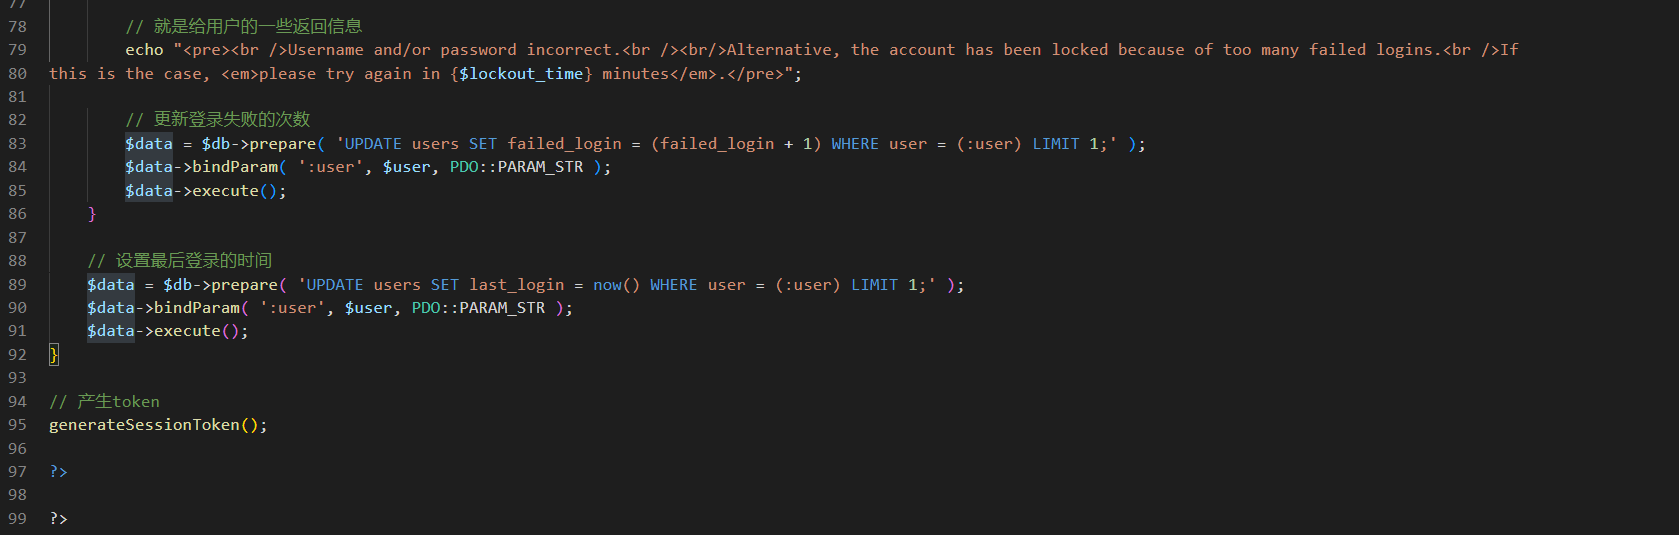 77
78 // 就是给用户的一些返回信息
79 echo "<pre><br />Username and/or password incorrect.<br /><br/>Alternative, the account has been locked because of too many failed logins.<br />If
80 this is the case, <em>please try again in {$lockout_time} minutes</em>.</pre>";
81
82 // 更新登录失败的次数
83 $data = $db->prepare( 'UPDATE users SET failed_login = (failed_login + 1) WHERE user = (:user) LIMIT 1;' );
84 $data->bindParam( ':user', $user, PDO::PARAM_STR );
85 $data->execute();
86 }
87
88 // 设置最后登录的时间
89 $data = $db->prepare( 'UPDATE users SET last_login = now() WHERE user = (:user) LIMIT 1;' );
90 $data->bindParam( ':user', $user, PDO::PARAM_STR );
91 $data->execute();
92 }
93
94 // 产生token
95 generateSessionToken();
96
97 ?>
98
99 ?>